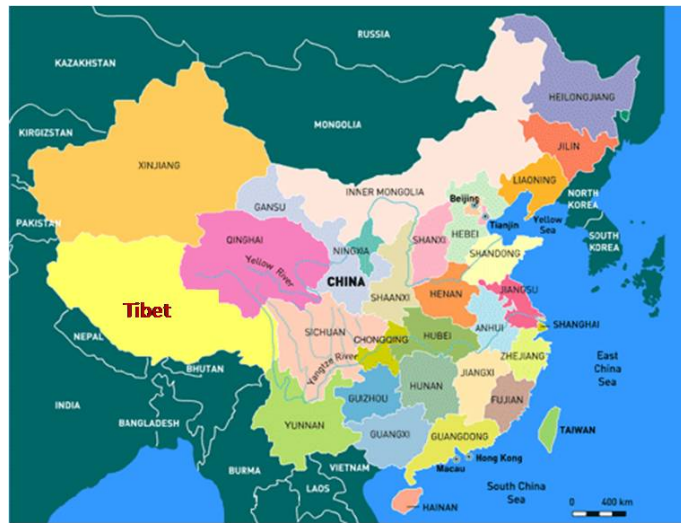 RUSSIA
KAZAKHSTAN
HEILONGJIANG
MONGOLIA
KIRGIZSTAN
JILIN
XINJIANG
LIAONING
INNER MONGOLIA
Beijing
NORTH
KOREA
GANSU
Tianjin
Yellow
Sea
PAKISTAN
HEBEI
SHANXI
QINGHAI
NINGXIA
SOUTH
KOREA
SHANDONG
Yellow River
CHINA
SHAANXI
HENAN
JIANGSU
Tibet
SHANGHAI
ANHUI
SICHUAN
CHONGQING
HUBEI
NEPAL
Yangtze River
ZHEJIANG
East
China
Sea
BHUTAN
JIANGXI
HUNAN
FUJIAN
INDIA
GUIZHOU
BANGLADESH
YUNNAN
TAIWAN
GUANGXI
GUANGDONG
Hong Kong
Macau
BURMA
VIETNAM
LAOS
South China
Sea
HAINAN
0 400 km